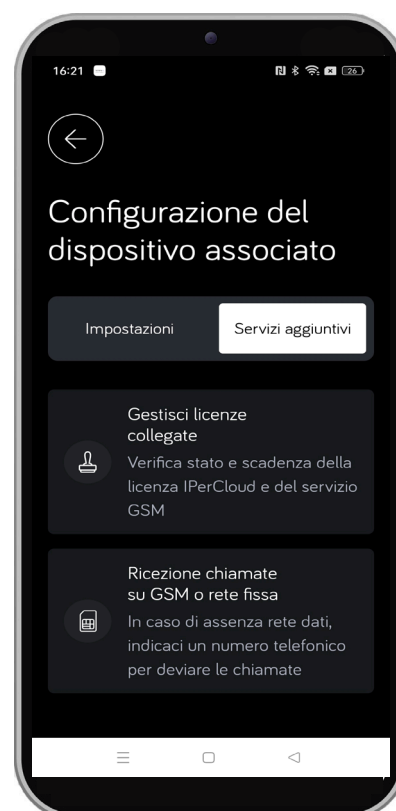 16:21
26
Configurazione del
dispositivo associato
Impostazioni
Servizi aggiuntivi
Gestisci licenze
collegate
Verifica stato e scadenza della
licenza IPerCloud e del servizio
GSM
Ricezione chiamate
su GSM o rete fissa
In caso di assenza rete dati,
indicaci un numero telefonico
per deviare le chiamate